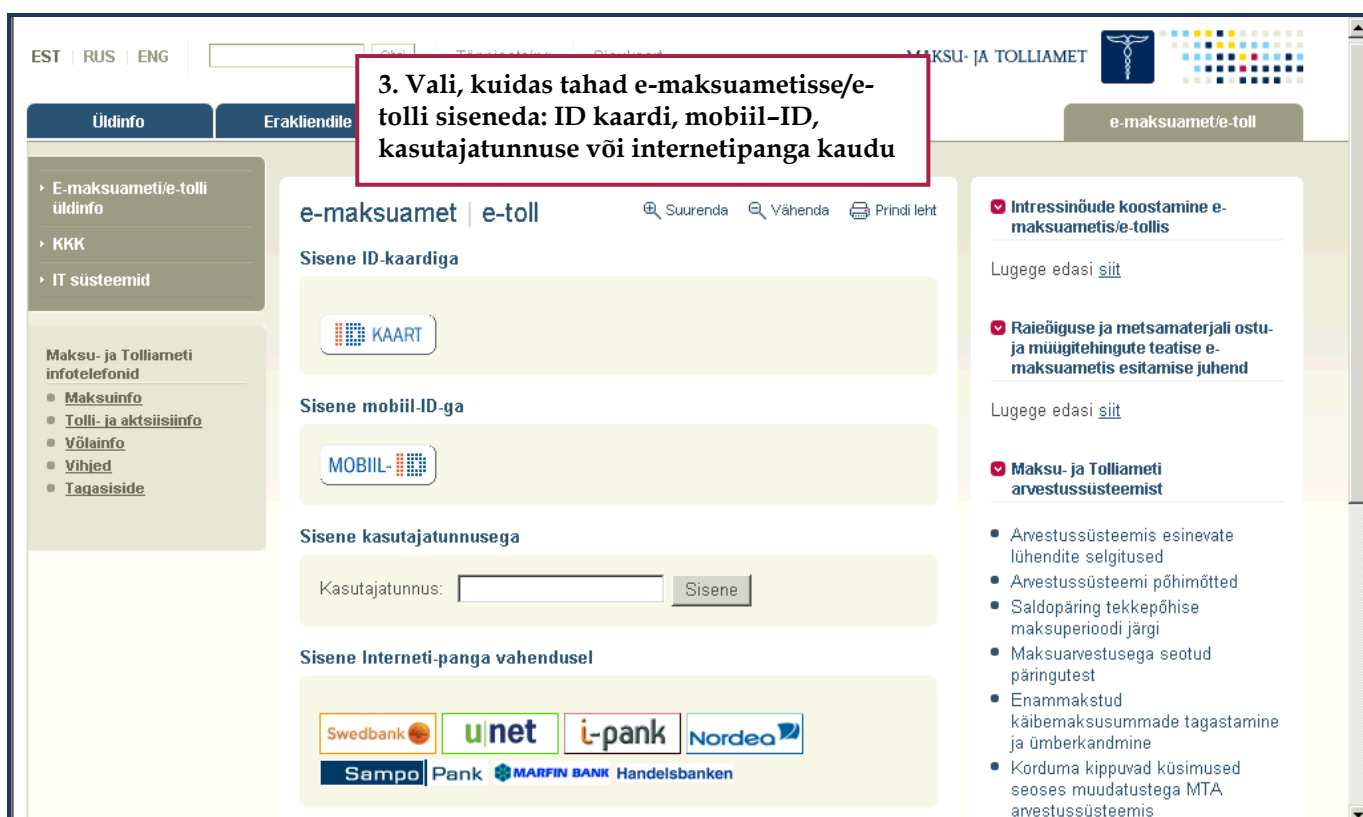 EST | RUS | ENG
MAKSU- JA TOLLIAMET
3. Vali, kuidas tahad e-maksuametisse/e-
tolli siseneda: ID kaardi, mobiil–ID,
kasutajatunnuse või internetipanga kaudu
Üldinfo
Erakliendile
e-maksuamet/e-toll
E-maksuameti/e-tolli
üldinfo
KKK
IT süsteemid
Maksu- ja Tolliameti
infotelefonid
Maksuinfo
Tolli- ja aktsiisiinfo
Võlainfo
Vihjed
Tagasiside
e-maksuamet | e-toll
Suurenda Vähenda Prindi leht
Sisene ID-kaardiga
ID KAART
Sisene mobiil-ID-ga
MOBIIL-ID
Sisene kasutajatunnusega
Kasutajatunnus: Sisene
Sisene Interneti-panga vahendusel
Swedbank u|net i-pank Nordea
Sampo Pank MARFIN BANK Handelsbanken
Intressinõude koostamine e-
maksuametis/e-tollis
Lugege edasi siit
Raieõiguse ja metsamaterjali ostu-
ja müügitehingute teatise e-
maksuametis esitamise juhend
Lugege edasi siit
Maksu- ja Tolliameti
arvestussüsteemist
Arvestussüsteemis esinevate
lühendite selgitused
Arvestussüsteemi põhimõtted
Saldopäring tekkepõhise
maksuperioodi järgi
Maksuarvestusega seotud
päringutest
Enammakstud
käibemaksusummade tagastamine
ja ümberkandmine
Korduma kippuvad küsimused
seoses muudatustega MTA
arvestussüsteemis